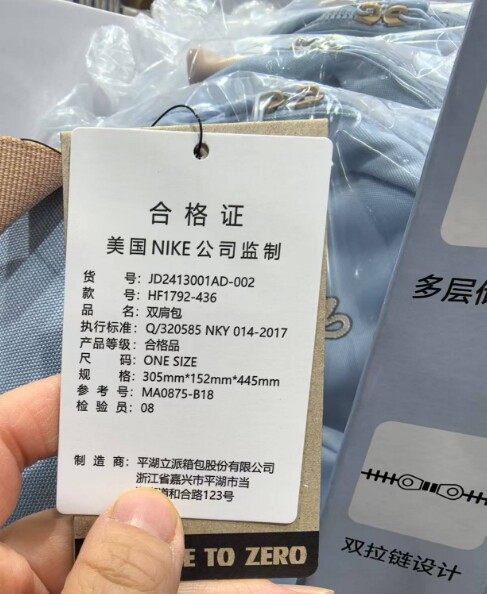 合格证
美国NIKE公司监制
货 号: JD2413001AD-002
款 号: HF1792-436
品 名: 双肩包
执行标准: Q/320585 NKY 014-2017
产品等级: 合格品
尺 码: ONE SIZE
规 格: 305mm*152mm*445mm
参 考 号: MA0875-B18
检 验 员: 08
制 造 商: 平湖立派箱包股份有限公司
浙江省嘉兴市平湖市当
道和合路123号
E TO ZERO
多层
双拉链设计